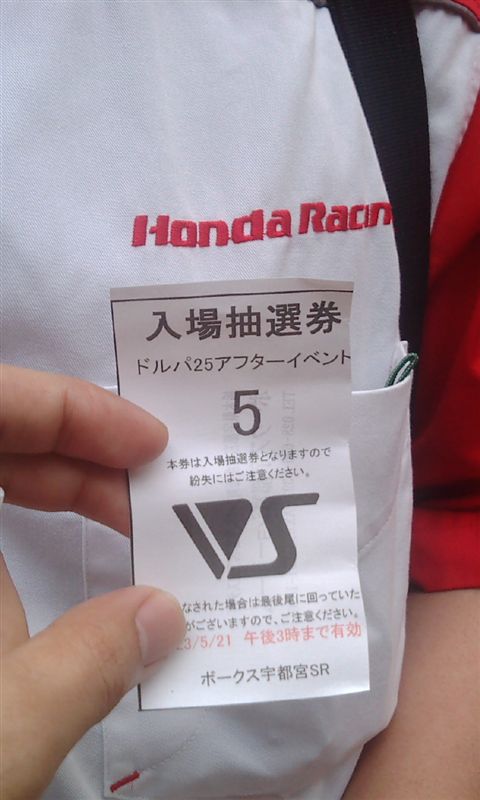 Honda Racin
入場抽選券
ドルパ25アフターイベント
5
本券は入場抽選券となりますので
紛失にはご注意ください。
VS
なされた場合は最後尾に回っていた
がございますので、ご注意ください。
23/5/21 午後3時まで有効
ボークス宇都宮SR